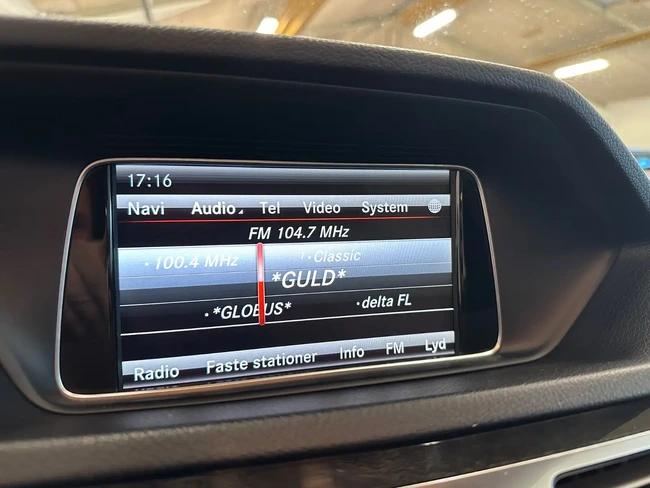 17:16
Navi Audio Tel Video System
FM 104.7 MHz
100.4 MHz Classic
*GULD*
*GLOBUS* delta FL
Radio Faste stationer Info FM Lyd